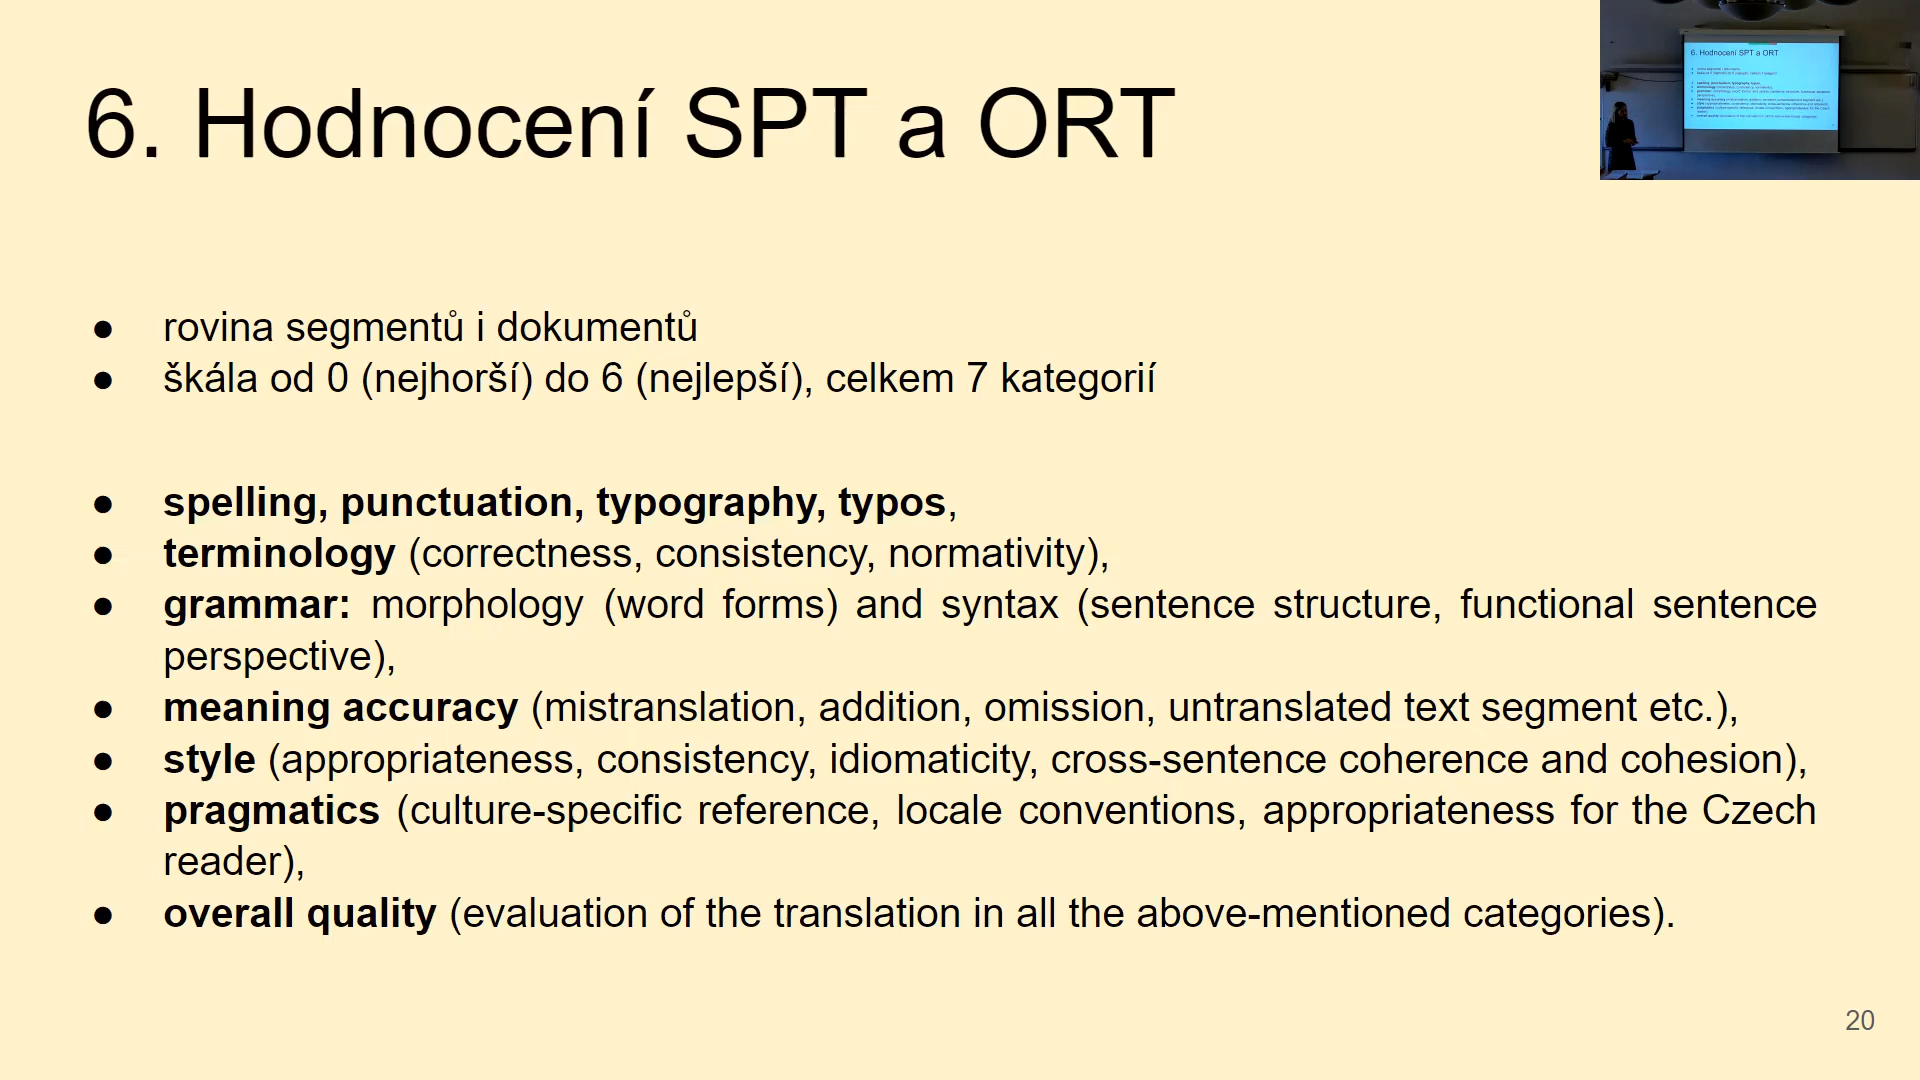 6. Hodnocení SPT a ORT
6. Hodnocení SPT a ORT
● rovina segmentů i dokumentů
● škála od 0 (nejhorší) do 6 (nejlepší), celkem 7 kategorií
● spelling, punctuation, typography, typos,
● terminology (correctness, consistency, normativity),
● grammar: morphology (word forms) and syntax (sentence structure, functional sentence
perspective),
● meaning accuracy (mistranslation, addition, omission, untranslated text segment etc.),
● style (appropriateness, consistency, idiomaticity, cross-sentence coherence and cohesion),
● pragmatics (culture-specific reference, locale conventions, appropriateness for the Czech
reader),
● overall quality (evaluation of the translation in all the above-mentioned categories).
20